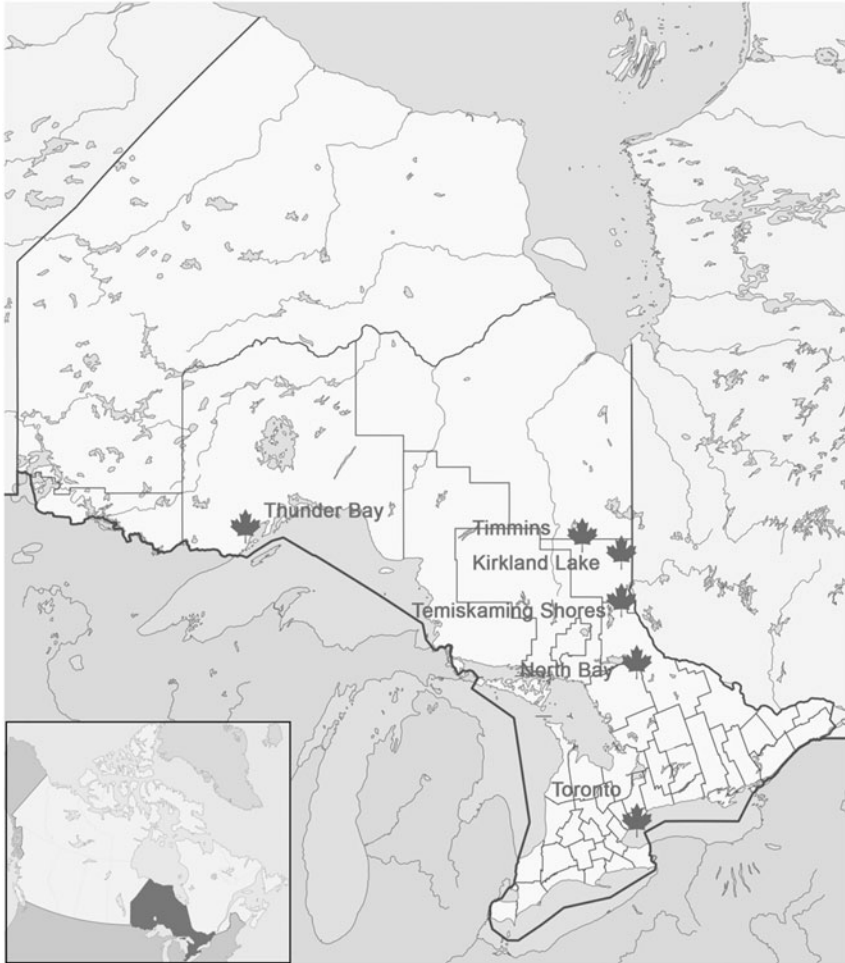 Thunder Bay
Timmins
Kirkland Lake
Temiskaming Shores
North Bay
Toronto